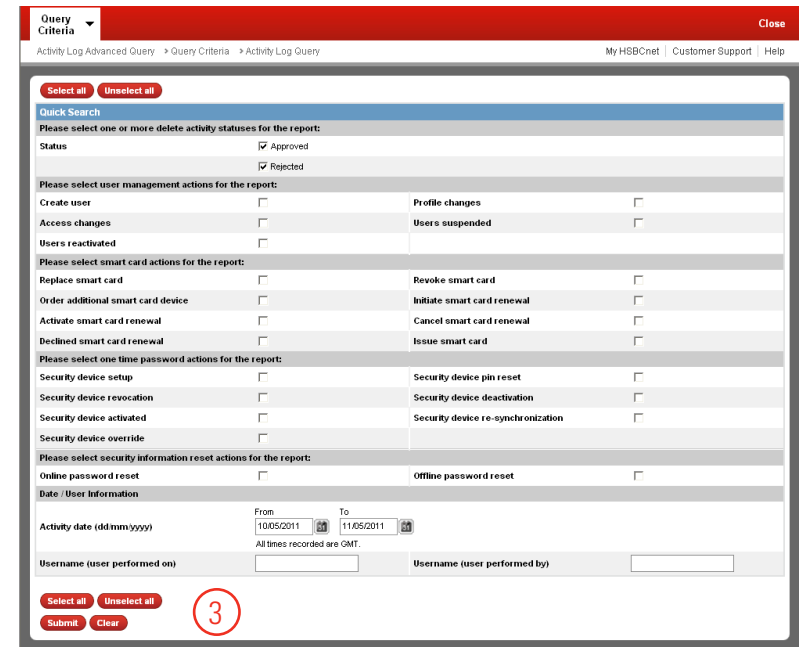 Query Criteria
Close
Activity Log Advanced Query > Query Criteria > Activity Log Query
My HSBCnet | Customer Support | Help
Select all Unselect all
Quick Search
Please select one or more delete activity statuses for the report:
Status Approved
Rejected
Please select user management actions for the report:
Create user Profile changes
Access changes Users suspended
Users reactivated
Please select smart card actions for the report:
Replace smart card Revoke smart card
Order additional smart card device Initiate smart card renewal
Activate smart card renewal Cancel smart card renewal
Declined smart card renewal Issue smart card
Please select one time password actions for the report:
Security device setup Security device pin reset
Security device revocation Security device deactivation
Security device activated Security device re-synchronization
Security device override
Please select security information reset actions for the report:
Online password reset Offline password reset
Date / User Information
From To
Activity date (dd/mm/yyyy) 10/05/2011 11/05/2011
All times recorded are GMT.
Username (user performed on) Username (user performed by)
Select all Unselect all
Submit Clear
3